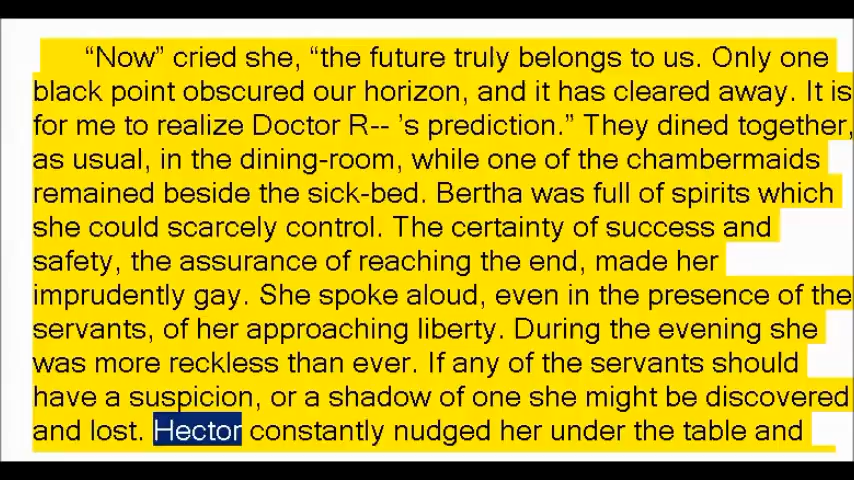 “Now” cried she, “the future truly belongs to us. Only one
black point obscured our horizon, and it has cleared away. It is
for me to realize Doctor R-- ’s prediction.” They dined together,
as usual, in the dining-room, while one of the chambermaids
remained beside the sick-bed. Bertha was full of spirits which
she could scarcely control. The certainty of success and
safety, the assurance of reaching the end, made her
imprudently gay. She spoke aloud, even in the presence of the
servants, of her approaching liberty. During the evening she
was more reckless than ever. If any of the servants should
have a suspicion, or a shadow of one she might be discovered
and lost. Hector constantly nudged her under the table and